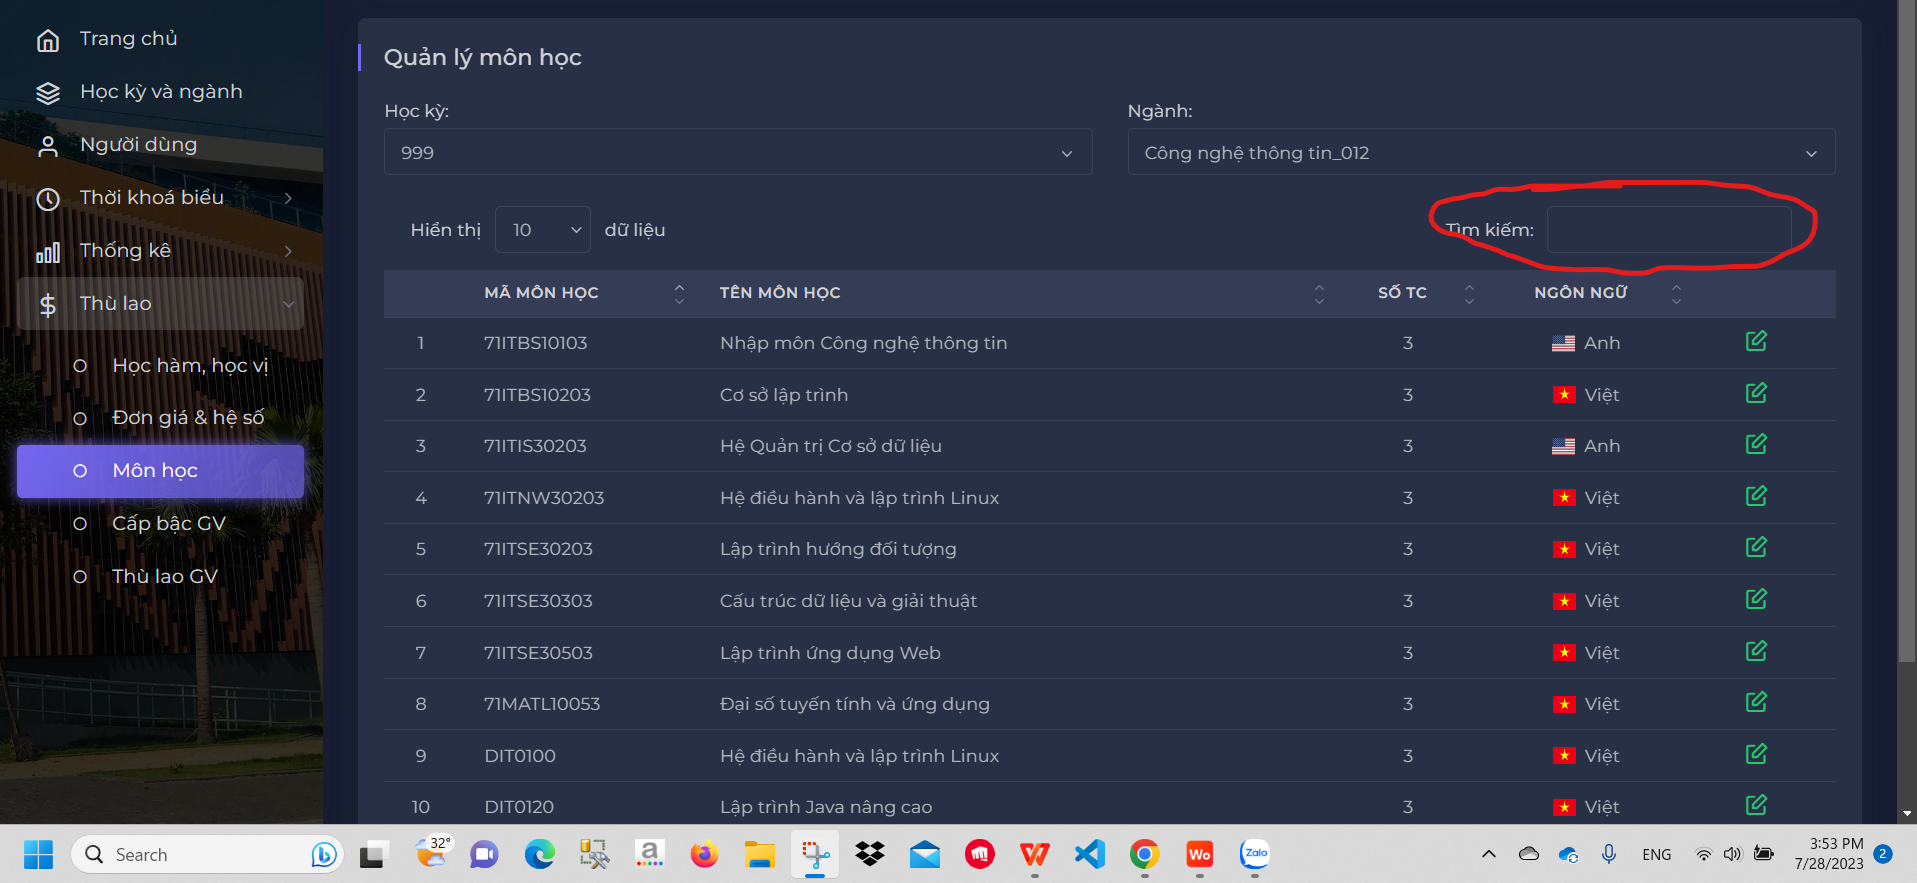 Trang chủ
Học kỳ và ngành
Người dùng
Thời khoá biểu
Thống kê
Thù lao
Học hàm, học vị
Đơn giá & hệ số
Môn học
Cấp bậc GV
Thù lao GV
Quản lý môn học
Học kỳ: Ngành:
999 Công nghệ thông tin_012
Hiển thị 10 dữ liệu Tìm kiếm:
MÃ MÔN HỌC TÊN MÔN HỌC SỐ TC NGÔN NGỮ
1 71ITBS10103 Nhập môn Công nghệ thông tin 3 Anh
2 71ITBS10203 Cơ sở lập trình 3 Việt
3 71ITIS30203 Hệ Quản trị Cơ sở dữ liệu 3 Anh
4 71ITNW30203 Hệ điều hành và lập trình Linux 3 Việt
5 71ITSE30203 Lập trình hướng đối tượng 3 Việt
6 71ITSE30303 Cấu trúc dữ liệu và giải thuật 3 Việt
7 71ITSE30503 Lập trình ứng dụng Web 3 Việt
8 71MATL10053 Đại số tuyến tính và ứng dụng 3 Việt
9 DIT0100 Hệ điều hành và lập trình Linux 3 Việt
10 DIT0120 Lập trình Java nâng cao 3 Việt
Search 32° a Wo Zalo ENG 3:53 PM 2
7/28/2023